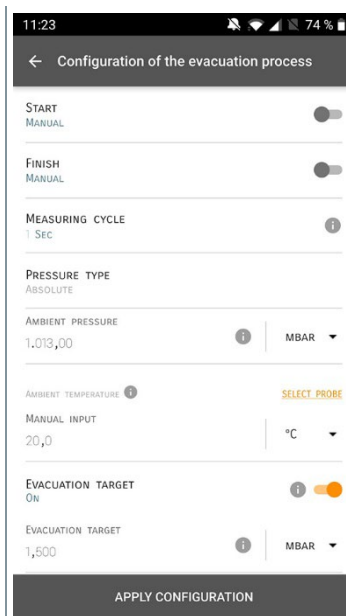 11:23
74 %
Configuration of the evacuation process
START
MANUAL
FINISH
MANUAL
MEASURING CYCLE
1 SEC
PRESSURE TYPE
ABSOLUTE
AMBIENT PRESSURE
1.013,00
MBAR
AMBIENT TEMPERATURE
SELECT PROBE
MANUAL INPUT
20,0
°C
EVACUATION TARGET
ON
EVACUATION TARGET
1,500
MBAR
APPLY CONFIGURATION